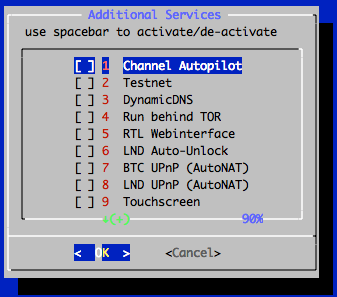 Additional Services
use spacebar to activate/de-activate
[ ] 1 Channel Autopilot
[ ] 2 Testnet
[ ] 3 DynamicDNS
[ ] 4 Run behind TOR
[ ] 5 RTL Webinterface
[ ] 6 LND Auto-Unlock
[ ] 7 BTC UPnP (AutoNAT)
[ ] 8 LND UPnP (AutoNAT)
[ ] 9 Touchscreen
↓(+) 90%
< OK > <Cancel>